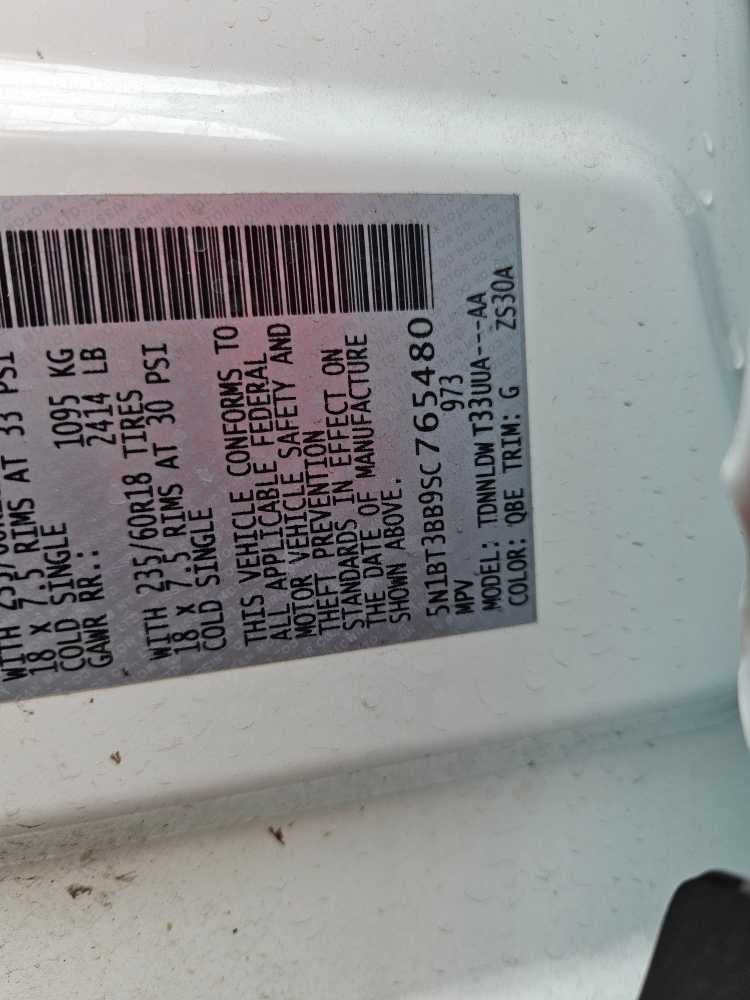 18 X 7.5 RIMS AT 33 PSI
COLD SINGLE 1095 KG
GAWR RR.: 2414 LB
WITH 235/60R18 TIRES
18 X 7.5 RIMS AT 30 PSI
COLD SINGLE
THIS VEHICLE CONFORMS TO
ALL APPLICABLE FEDERAL
MOTOR VEHICLE SAFETY AND
THEFT PREVENTION
STANDARDS IN EFFECT ON
THE DATE OF MANUFACTURE
SHOWN ABOVE.
5N1BT3BB9SC765480
MPV 973
MODEL: TDNNLDW T33UUA---AA
COLOR: QBE TRIM: G ZS30A